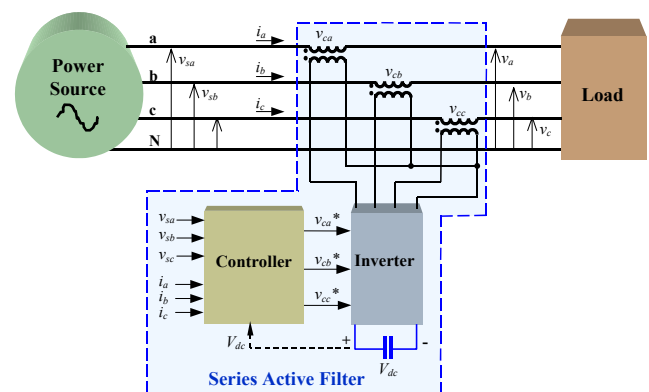 a
i_a
v_ca
Power Source
v_sa
b
i_b
v_cb
v_a
Load
v_sb
c
i_c
v_cc
v_b
v_c
N
v_sa
v_sb
v_sc
i_a
i_b
i_c
Controller
v_ca*
v_cb*
v_cc*
Inverter
V_dc
+
-
V_dc
Series Active Filter